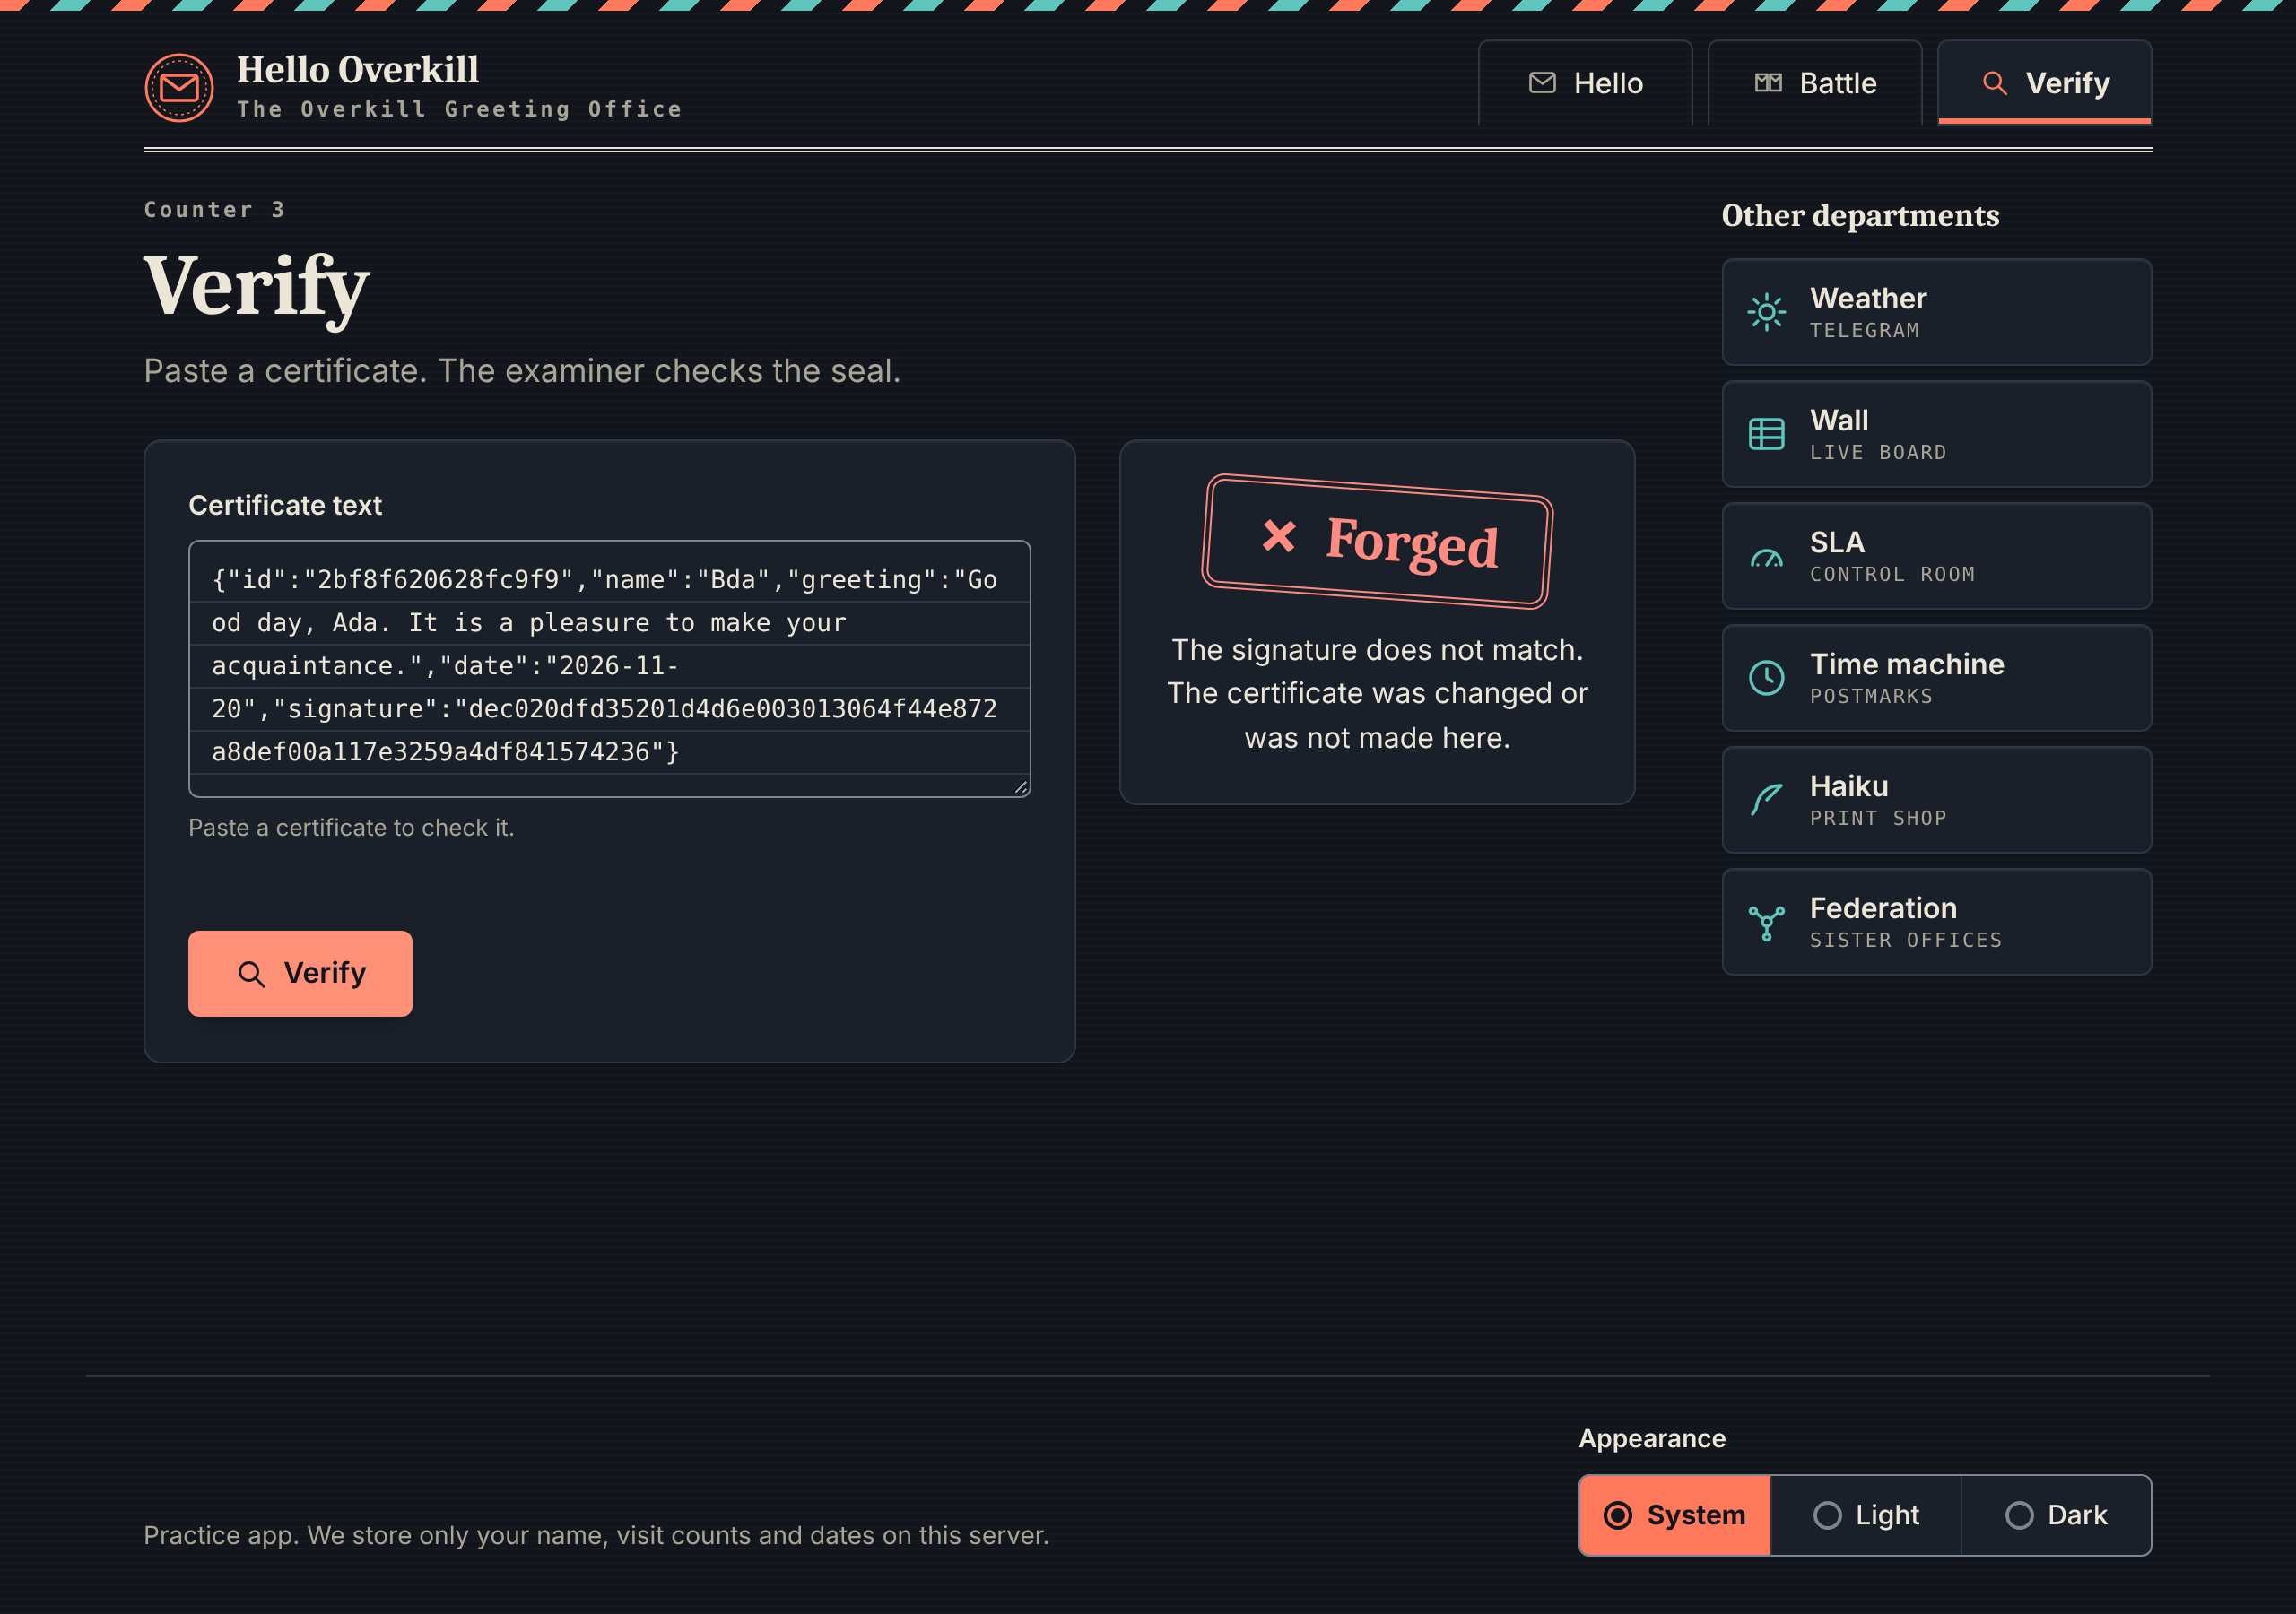 Hello Overkill
The Overkill Greeting Office
Hello
Battle
Verify
Counter 3
Verify
Paste a certificate. The examiner checks the seal.
Certificate text
{"id":"2bf8f620628fc9f9","name":"Bda","greeting":"Go
od day, Ada. It is a pleasure to make your
acquaintance.","date":"2026-11-
20","signature":"dec020dfd35201d4d6e003013064f44e872
a8def00a117e3259a4df841574236"}
Paste a certificate to check it.
Verify
Forged
The signature does not match.
The certificate was changed or
was not made here.
Other departments
Weather
TELEGRAM
Wall
LIVE BOARD
SLA
CONTROL ROOM
Time machine
POSTMARKS
Haiku
PRINT SHOP
Federation
SISTER OFFICES
Practice app. We store only your name, visit counts and dates on this server.
Appearance
System
Light
Dark